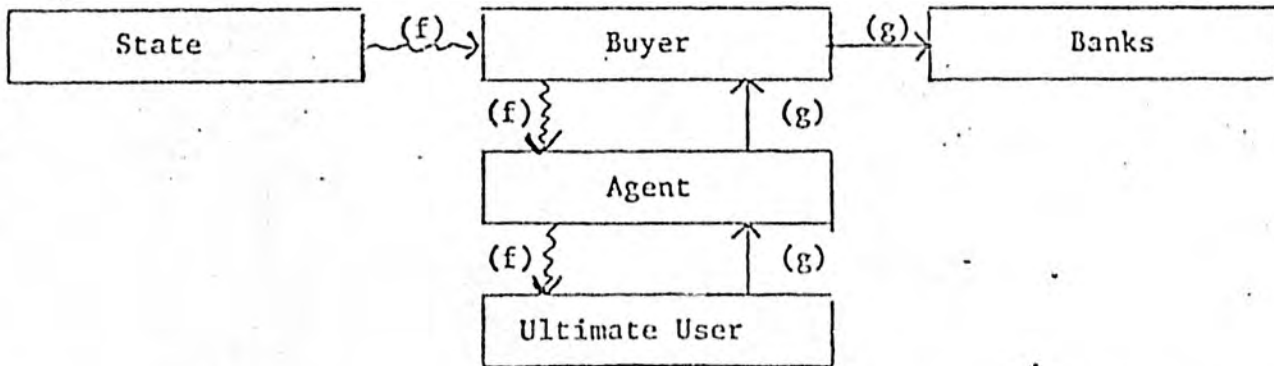 State (f) Buyer (g) Banks
(f) (g)
Agent
(f) (g)
Ultimate User